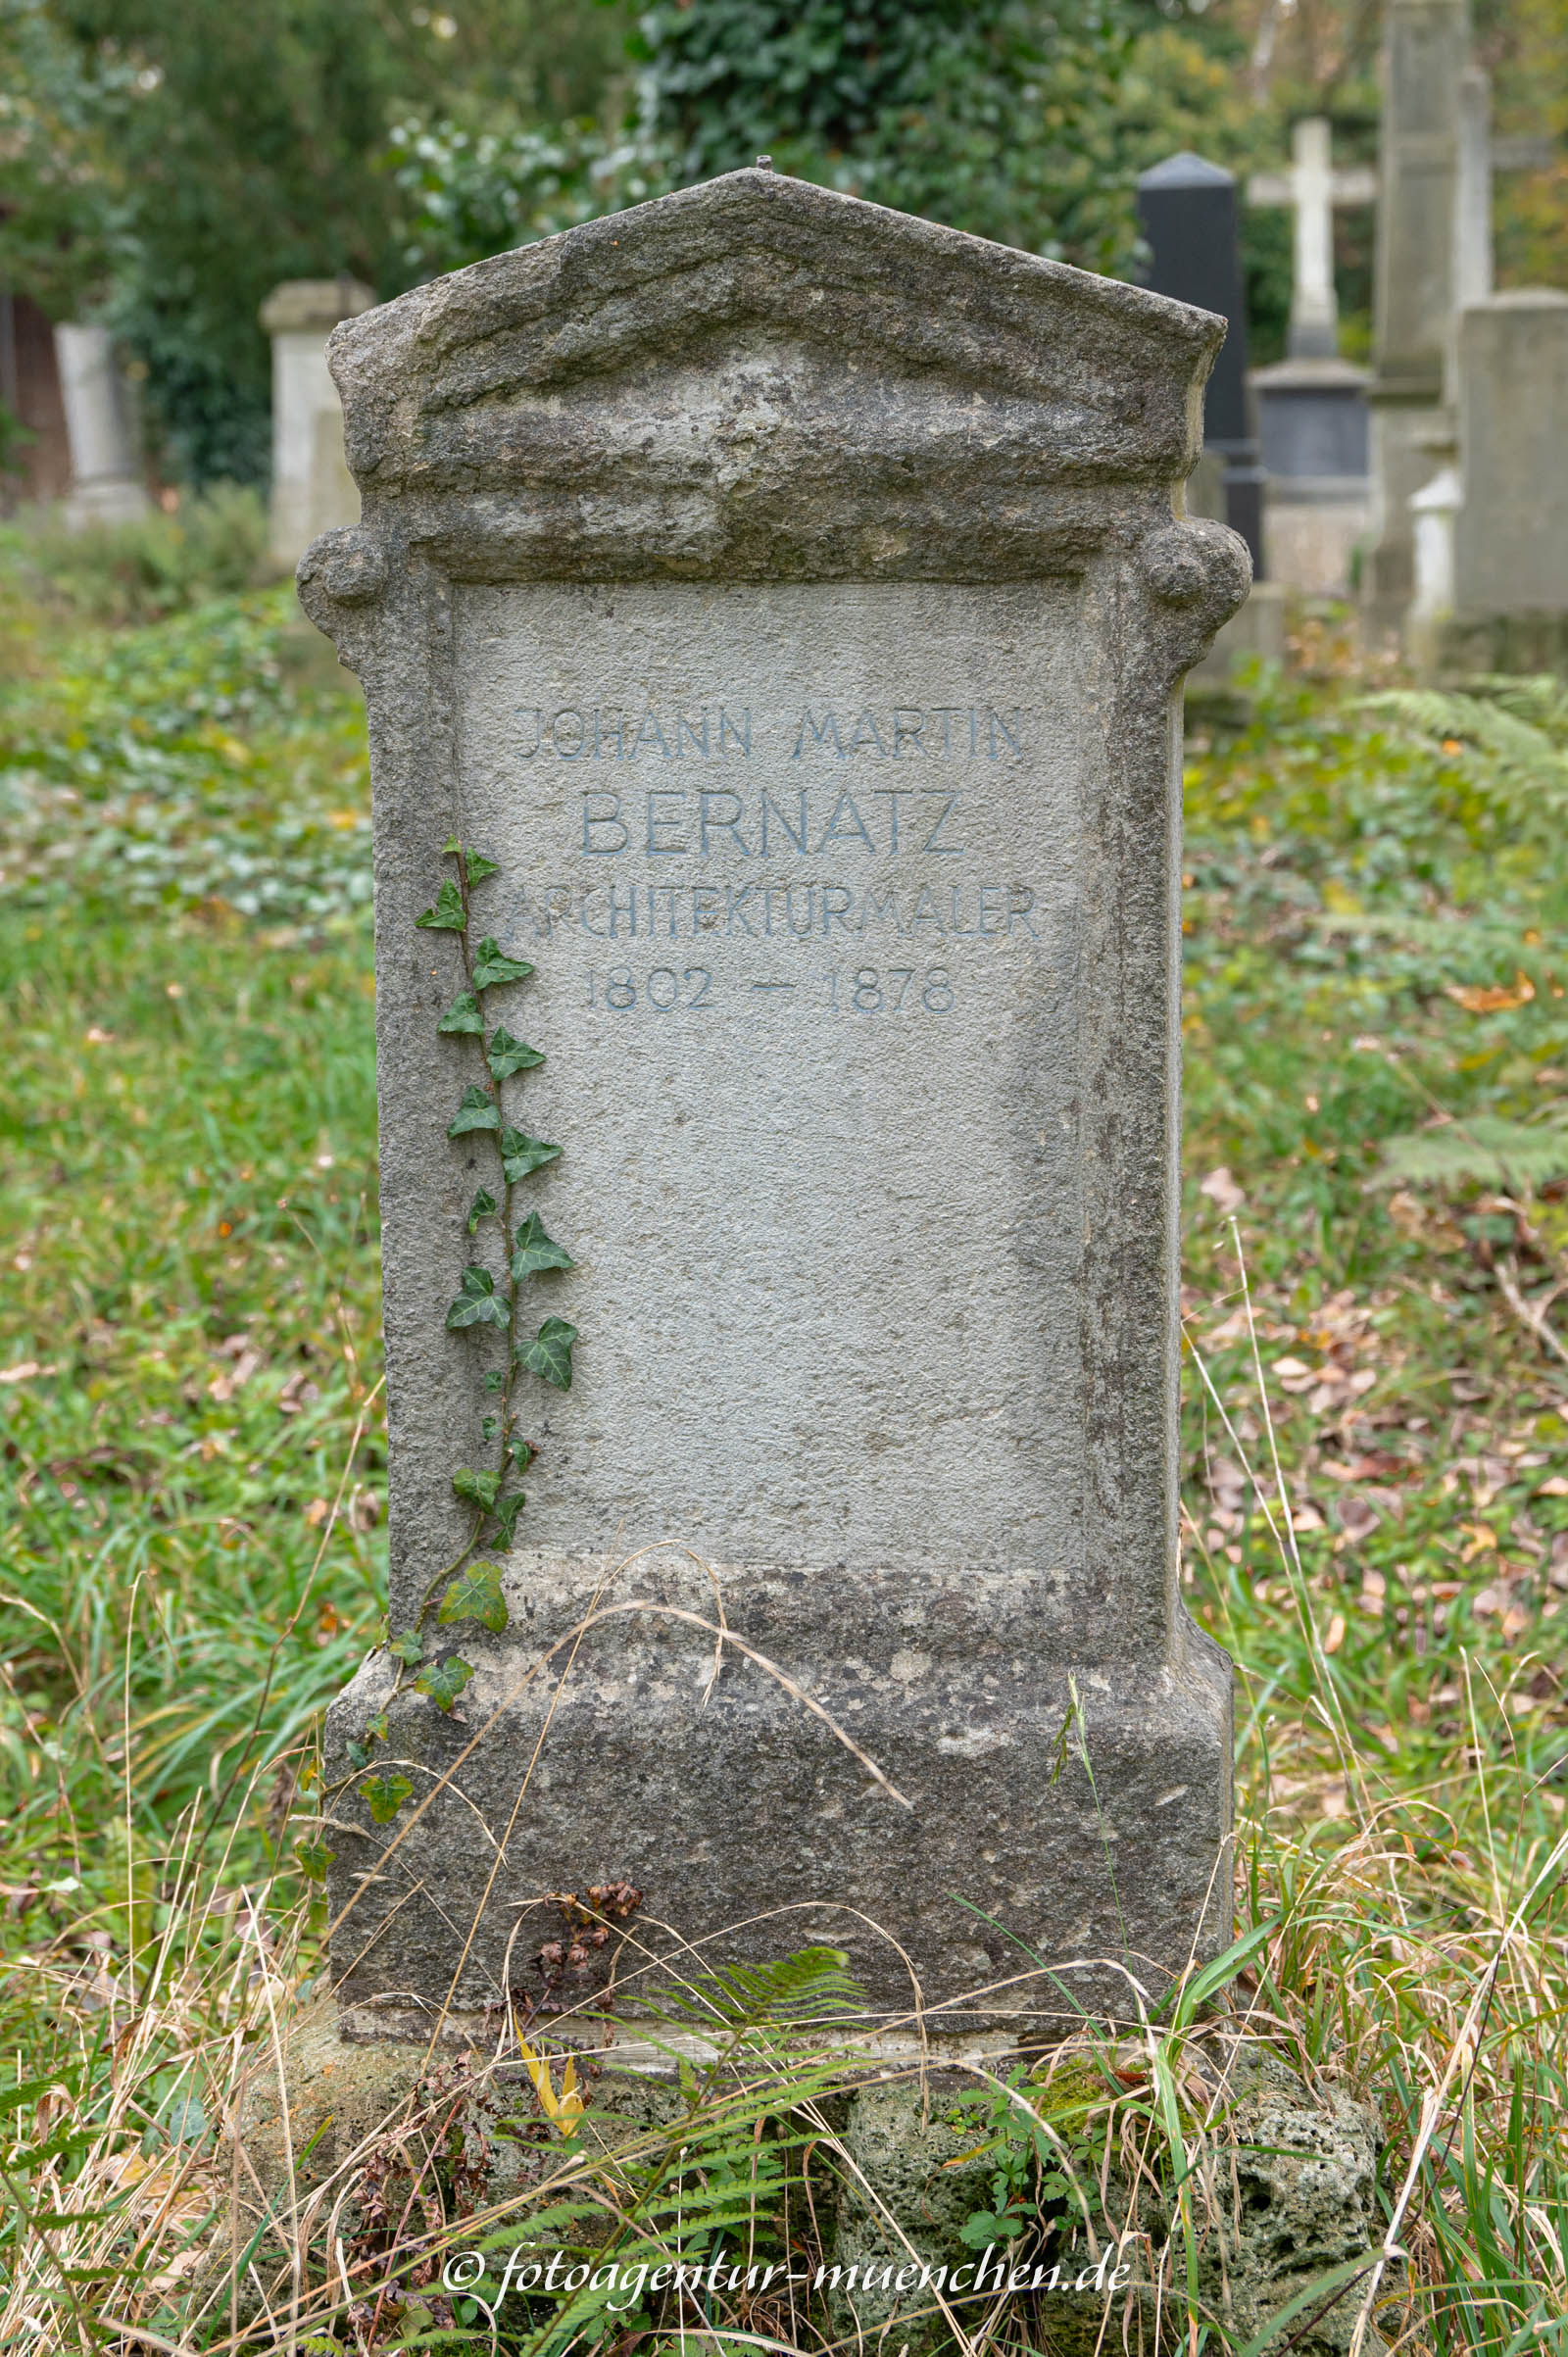 JOHANN MARTIN
BERNATZ
ARCHITEKTURMALER
1802 — 1878
© fotoagentur-muenchen.de